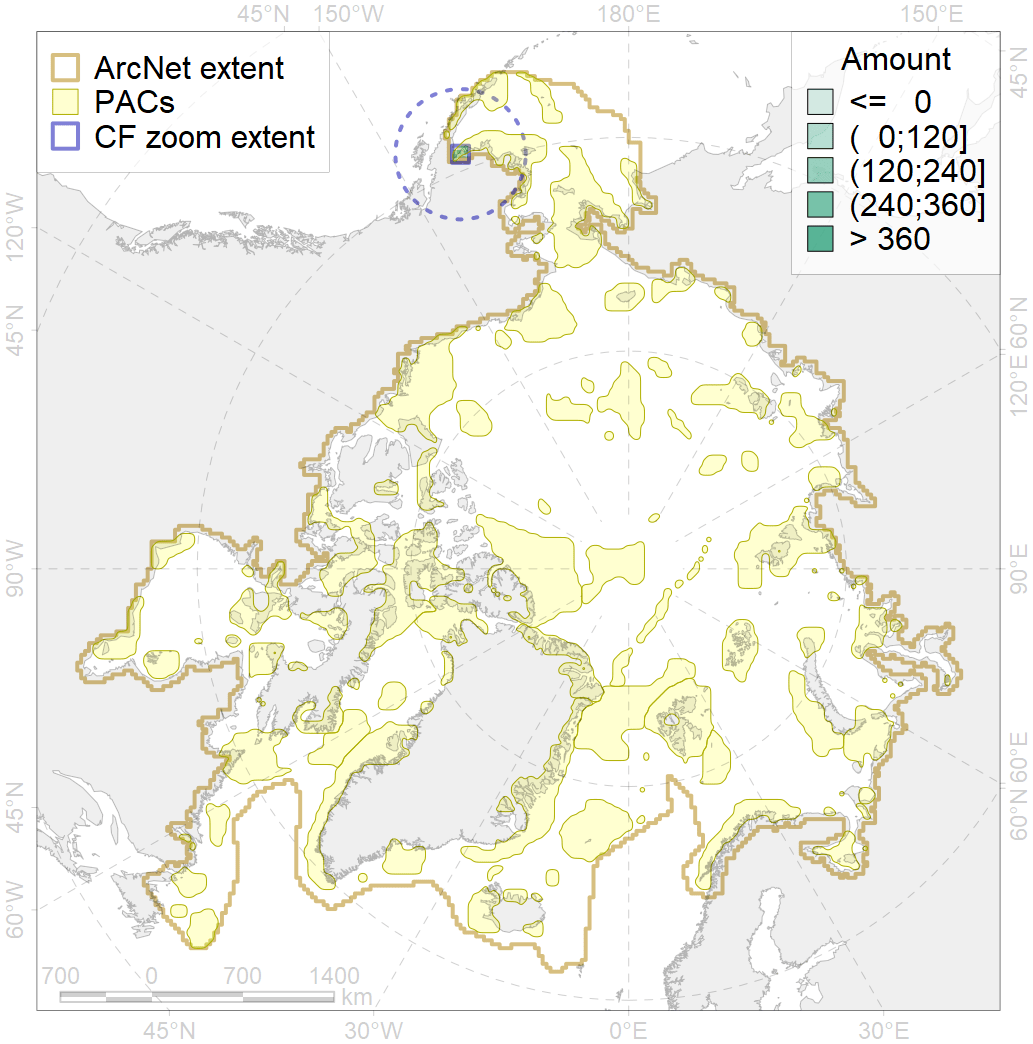 45°N 150°W 180°E 150°E
ArcNet extent
PACs
CF zoom extent
Amount
<= 0
( 0;120]
(120;240]
(240;360]
> 360
45°N
120°W
45°N
90°W
45°N
60°W
60°N
120°E
90°E
60°E
60°N
700 0 700 1400
km
45°N 30°W 0°E 30°E